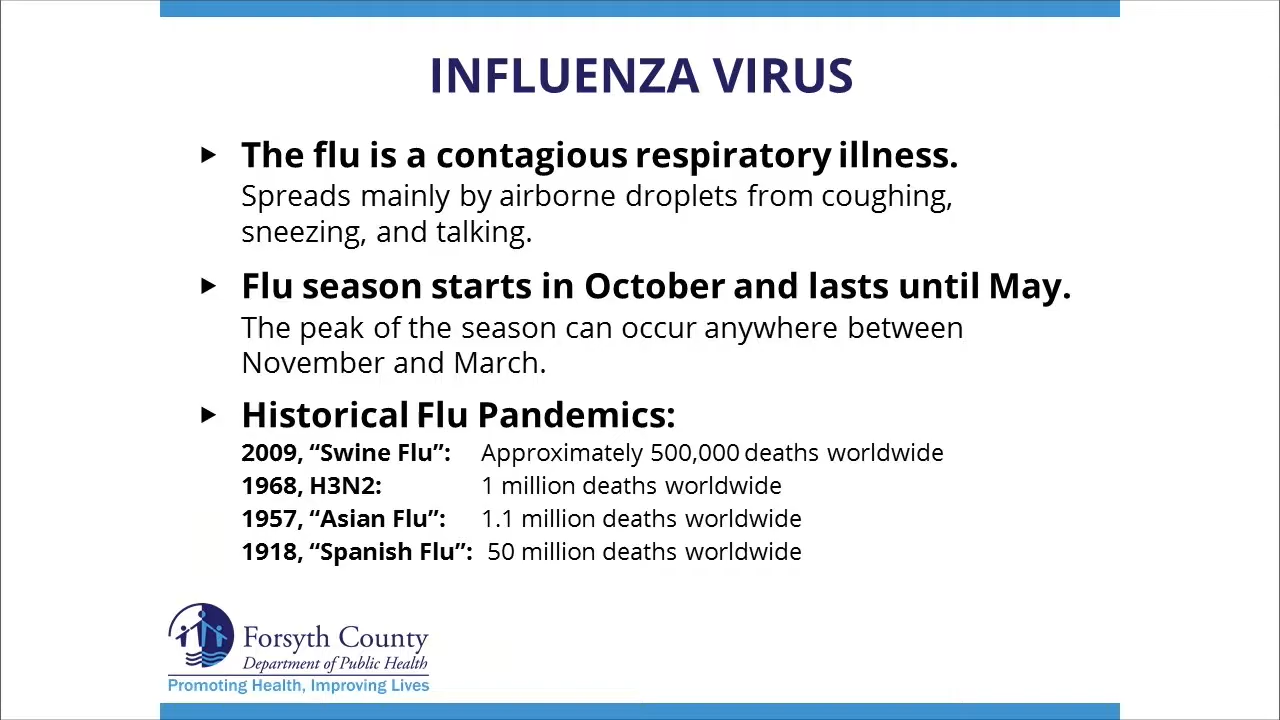 INFLUENZA VIRUS
The flu is a contagious respiratory illness.
Spreads mainly by airborne droplets from coughing,
sneezing, and talking.
Flu season starts in October and lasts until May.
The peak of the season can occur anywhere between
November and March.
Historical Flu Pandemics:
2009, “Swine Flu”: Approximately 500,000 deaths worldwide
1968, H3N2: 1 million deaths worldwide
1957, “Asian Flu”: 1.1 million deaths worldwide
1918, “Spanish Flu”: 50 million deaths worldwide
Forsyth County
Department of Public Health
Promoting Health, Improving Lives